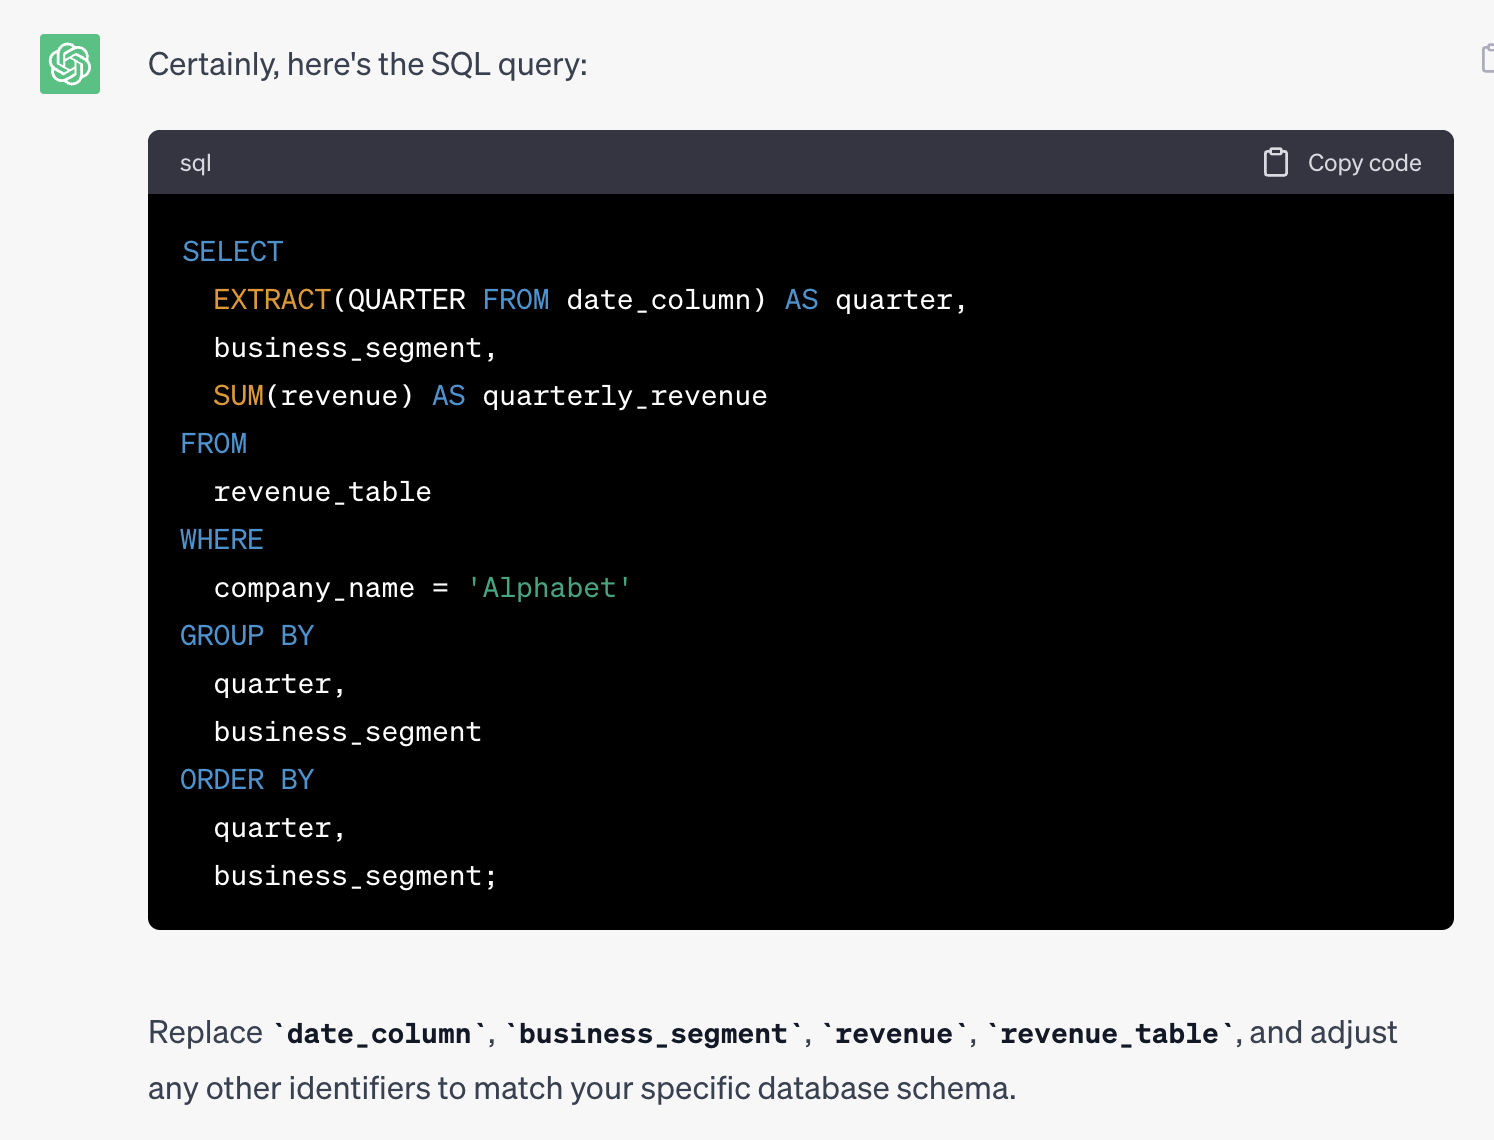 Certainly, here's the SQL query:
sql
Copy code
SELECT
  EXTRACT(QUARTER FROM date_column) AS quarter,
  business_segment,
  SUM(revenue) AS quarterly_revenue
FROM
  revenue_table
WHERE
  company_name = 'Alphabet'
GROUP BY
  quarter,
  business_segment
ORDER BY
  quarter,
  business_segment;
Replace `date_column`, `business_segment`, `revenue`, `revenue_table`, and adjust
any other identifiers to match your specific database schema.